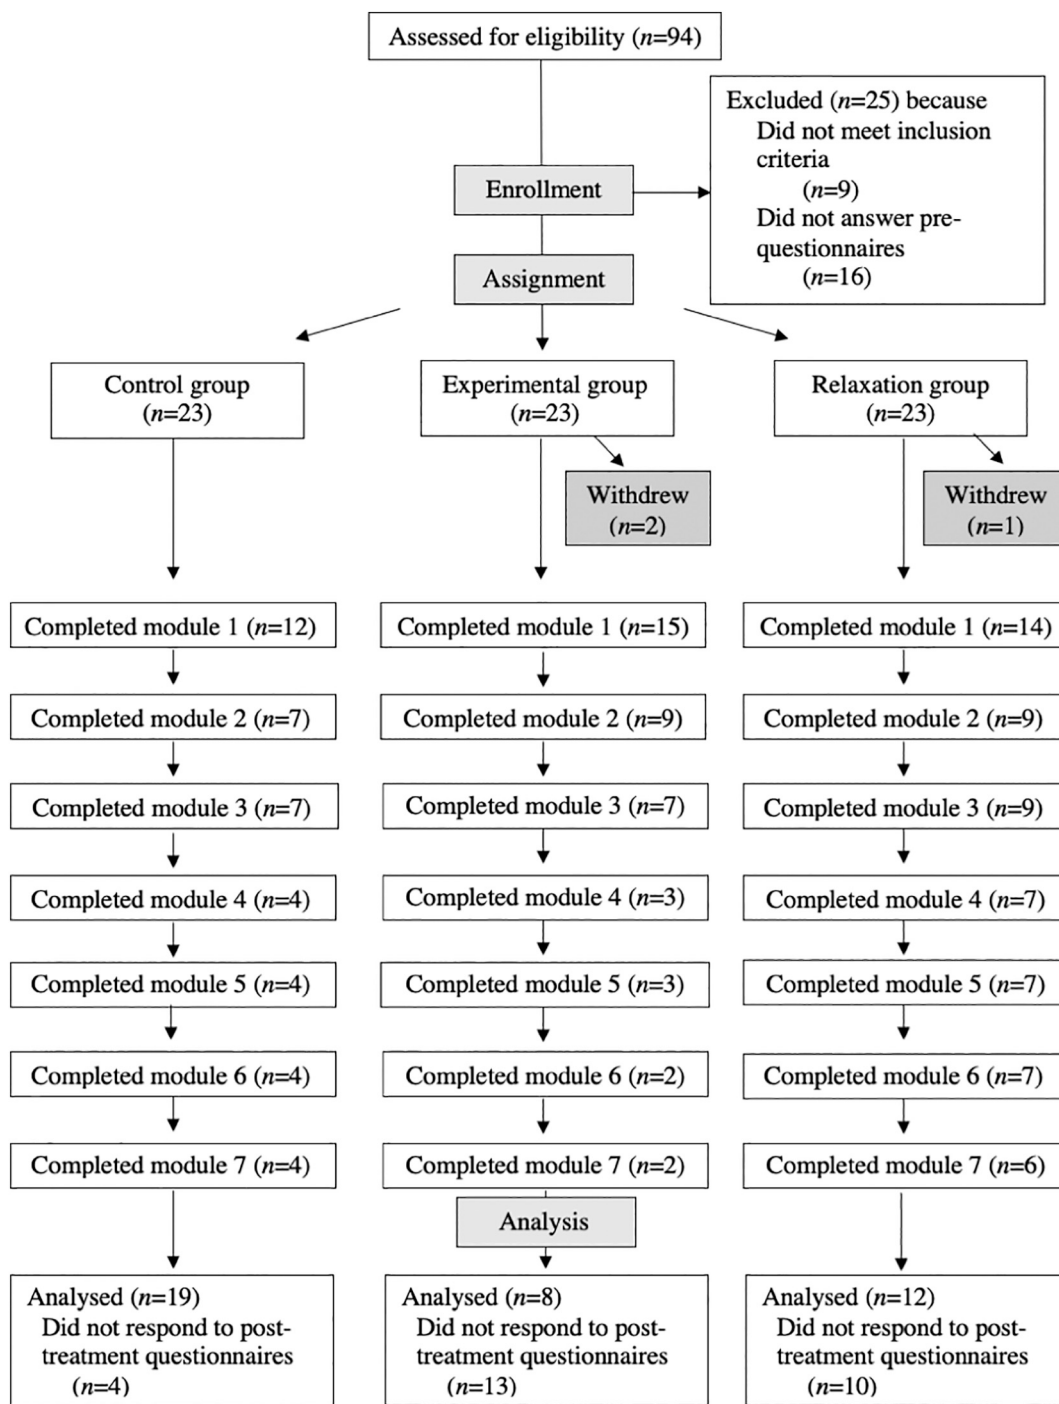 Assessed for eligibility (n=94)
Excluded (n=25) because
Did not meet inclusion
criteria
(n=9)
Did not answer pre-
questionnaires
(n=16)
Enrollment
Assignment
Control group
(n=23)
Experimental group
(n=23)
Relaxation group
(n=23)
Withdrew
(n=2)
Withdrew
(n=1)
Completed module 1 (n=12)
Completed module 1 (n=15)
Completed module 1 (n=14)
Completed module 2 (n=7)
Completed module 2 (n=9)
Completed module 2 (n=9)
Completed module 3 (n=7)
Completed module 3 (n=7)
Completed module 3 (n=9)
Completed module 4 (n=4)
Completed module 4 (n=3)
Completed module 4 (n=7)
Completed module 5 (n=4)
Completed module 5 (n=3)
Completed module 5 (n=7)
Completed module 6 (n=4)
Completed module 6 (n=2)
Completed module 6 (n=7)
Completed module 7 (n=4)
Completed module 7 (n=2)
Completed module 7 (n=6)
Analysis
Analysed (n=19)
Did not respond to post-
treatment questionnaires
(n=4)
Analysed (n=8)
Did not respond to post-
treatment questionnaires
(n=13)
Analysed (n=12)
Did not respond to post-
treatment questionnaires
(n=10)